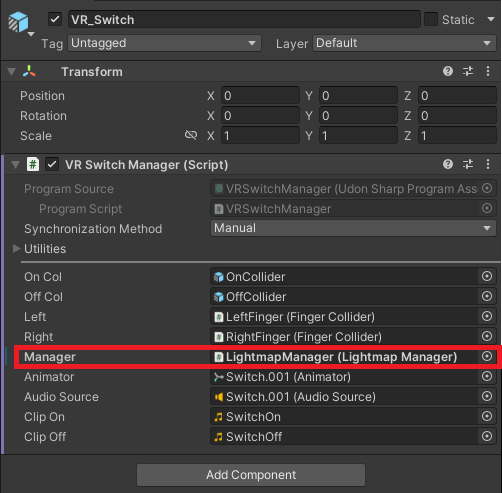 VR_Switch Static
Tag Untagged Layer Default
Transform
Position X 0 Y 0 Z 0
Rotation X 0 Y 0 Z 0
Scale X 1 Y 1 Z 1
# VR Switch Manager (Script)
Program Source VRSwitchManager (Udon Sharp Program Ass
Program Script VRSwitchManager
Synchronization Method Manual
Utilities
On Col OnCollider
Off Col OffCollider
Left LeftFinger (Finger Collider)
Right RightFinger (Finger Collider)
Manager LightmapManager (Lightmap Manager)
Animator Switch.001 (Animator)
Audio Source Switch.001 (Audio Source)
Clip On SwitchOn
Clip Off SwitchOff
Add Component